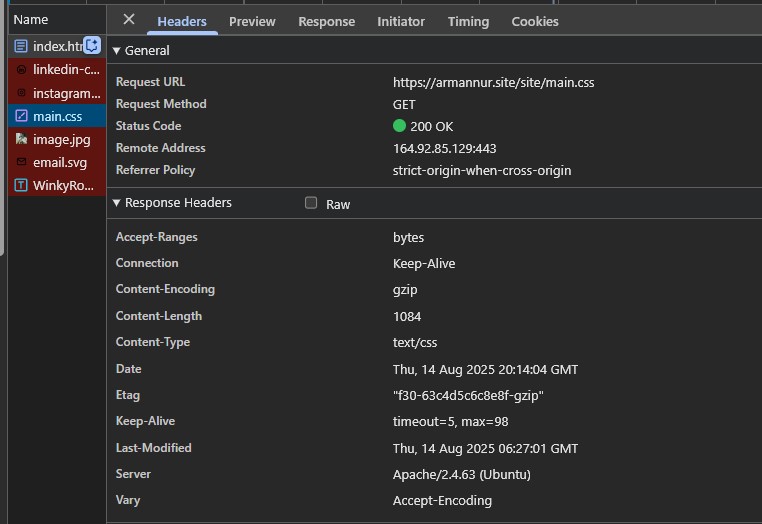 Name
index.htm
linkedin-c...
instagram...
main.css
image.jpg
email.svg
WinkyRo...
Headers Preview Response Initiator Timing Cookies
General
Request URL https://armannur.site/site/main.css
Request Method GET
Status Code 200 OK
Remote Address 164.92.85.129:443
Referrer Policy strict-origin-when-cross-origin
Response Headers Raw
Accept-Ranges bytes
Connection Keep-Alive
Content-Encoding gzip
Content-Length 1084
Content-Type text/css
Date Thu, 14 Aug 2025 20:14:04 GMT
Etag "f30-63c4d5c6c8e8f-gzip"
Keep-Alive timeout=5, max=98
Last-Modified Thu, 14 Aug 2025 06:27:01 GMT
Server Apache/2.4.63 (Ubuntu)
Vary Accept-Encoding